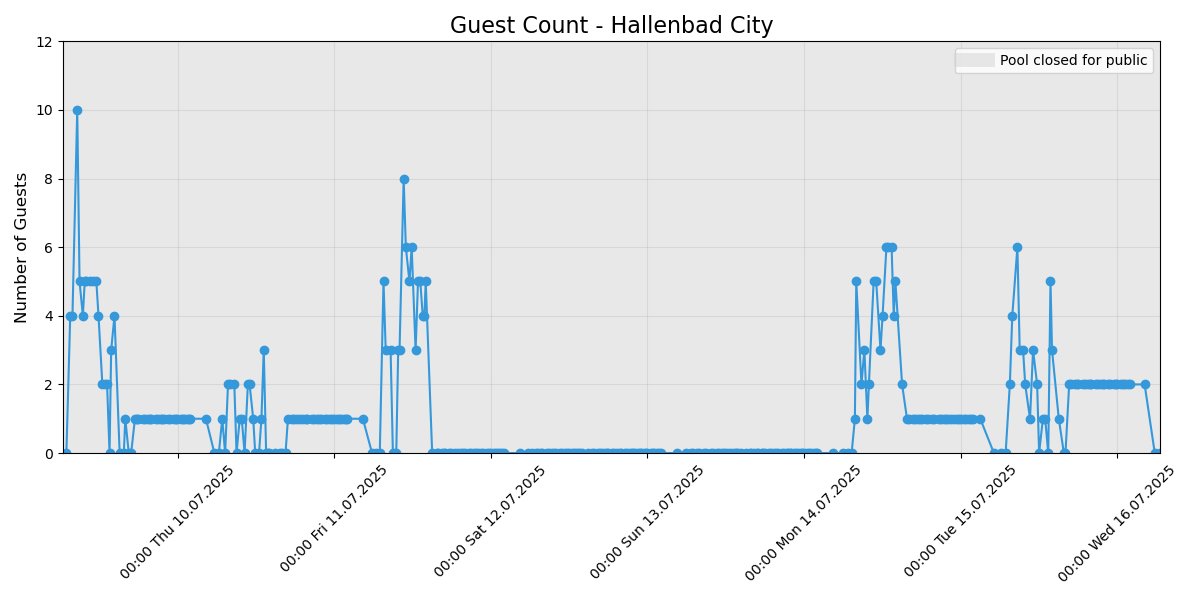 Guest Count - Hallenbad City
Pool closed for public
Number of Guests
12
10
8
6
4
2
0
00:00 Thu 10.07.2025
00:00 Fri 11.07.2025
00:00 Sat 12.07.2025
00:00 Sun 13.07.2025
00:00 Mon 14.07.2025
00:00 Tue 15.07.2025
00:00 Wed 16.07.2025